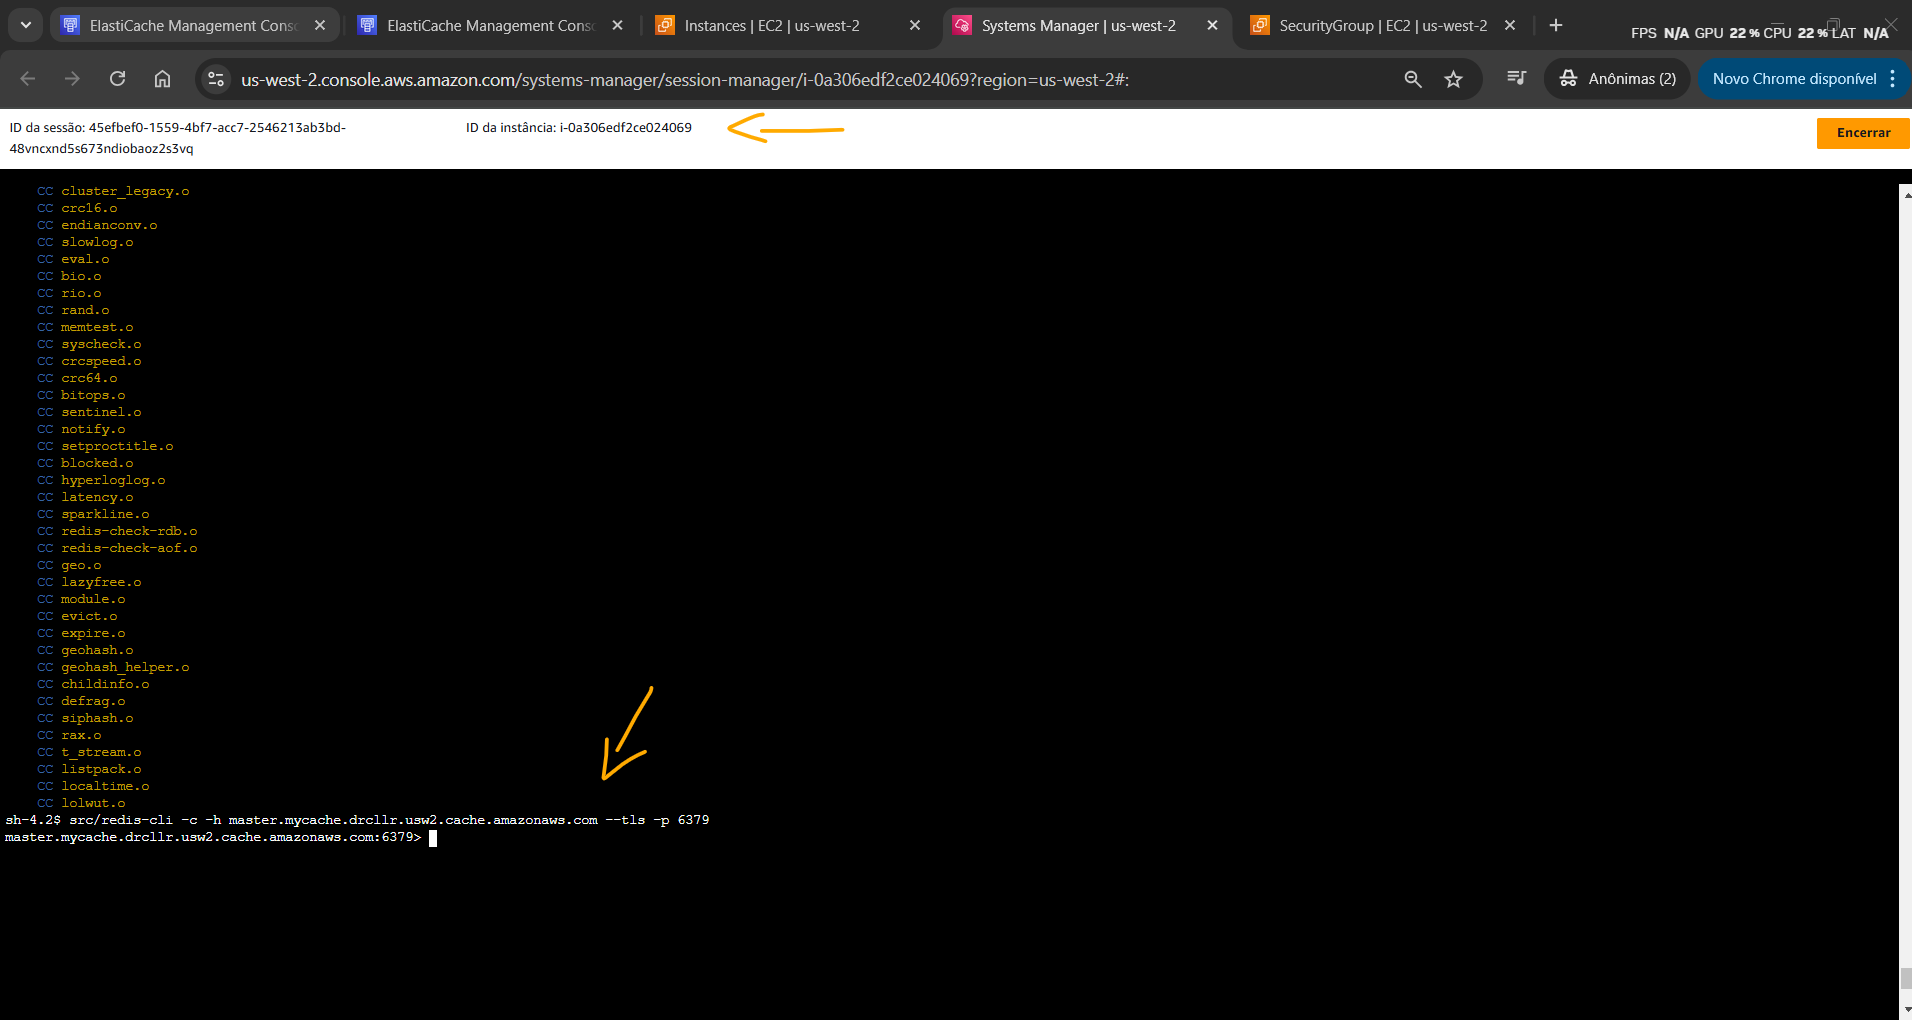 ElastiCache Management Conso
ElastiCache Management Conso
Instances | EC2 | us-west-2
Systems Manager | us-west-2
SecurityGroup | EC2 | us-west-2
FPS N/A GPU 22 % CPU 22 % LAT N/A
us-west-2.console.aws.amazon.com/systems-manager/session-manager/i-0a306edf2ce024069?region=us-west-2#:
Anônimas (2)
Novo Chrome disponível
ID da sessão: 45efbef0-1559-4bf7-acc7-2546213ab3bd-
48vncxnd5s673ndiobaoz2s3vq
ID da instância: i-0a306edf2ce024069
Encerrar
CC cluster_legacy.o
CC crc16.o
CC endianconv.o
CC slowlog.o
CC eval.o
CC bio.o
CC rio.o
CC rand.o
CC memtest.o
CC syscheck.o
CC crcspeed.o
CC crc64.o
CC bitops.o
CC sentinel.o
CC notify.o
CC setproctitle.o
CC blocked.o
CC hyperloglog.o
CC latency.o
CC sparkline.o
CC redis-check-rdb.o
CC redis-check-aof.o
CC geo.o
CC lazyfree.o
CC module.o
CC evict.o
CC expire.o
CC geohash.o
CC geohash_helper.o
CC childinfo.o
CC defrag.o
CC siphash.o
CC rax.o
CC t_stream.o
CC listpack.o
CC localtime.o
CC lolwut.o
sh-4.2$ src/redis-cli -c -h master.mycache.drcllr.usw2.cache.amazonaws.com --tls -p 6379
master.mycache.drcllr.usw2.cache.amazonaws.com:6379>